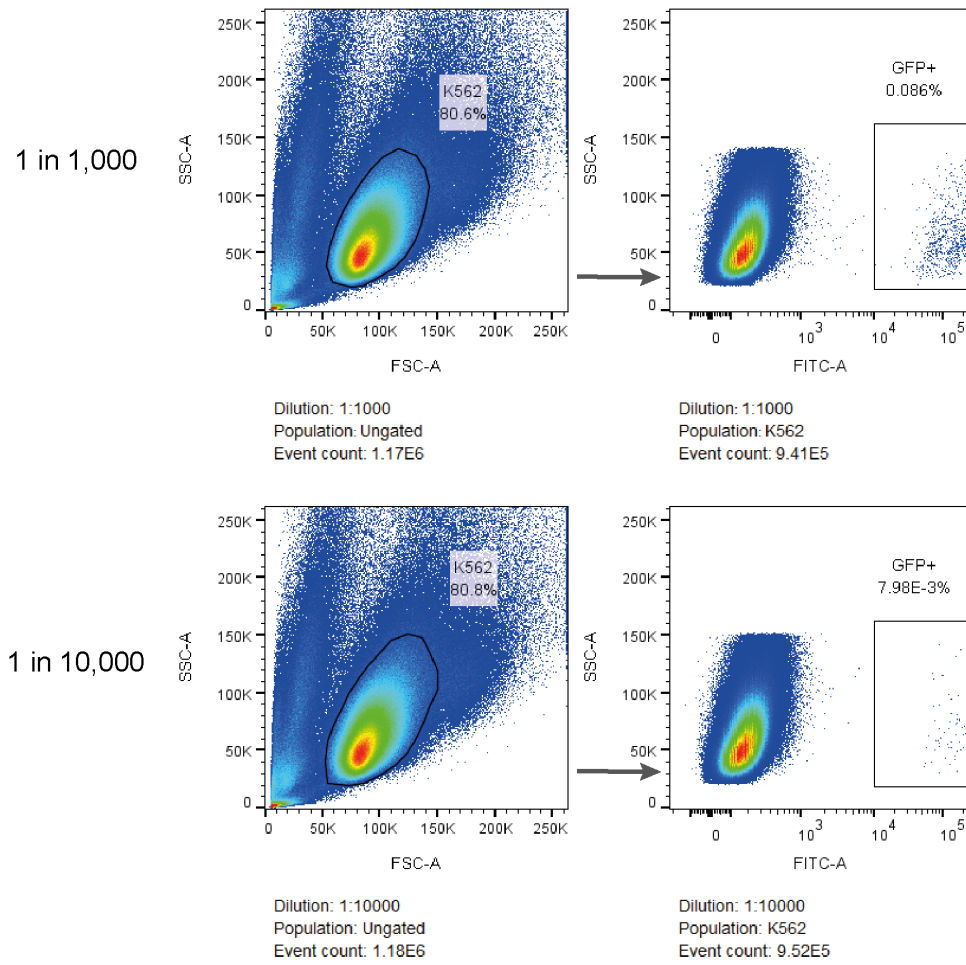 1 in 1,000
SSC-A
250K
200K
150K
100K
50K
0
K562
80.6%
0
50K
100K
150K
200K
250K
FSC-A
Dilution: 1:1000
Population: Ungated
Event count: 1.17E6
SSC-A
250K
200K
150K
100K
50K
0
GFP+
0.086%
0
10^3
10^4
10^5
FITC-A
Dilution: 1:1000
Population: K562
Event count: 9.41E5
1 in 10,000
SSC-A
250K
200K
150K
100K
50K
0
K562
80.8%
0
50K
100K
150K
200K
250K
FSC-A
Dilution: 1:10000
Population: Ungated
Event count: 1.18E6
SSC-A
250K
200K
150K
100K
50K
0
GFP+
7.98E-3%
0
10^3
10^4
10^5
FITC-A
Dilution: 1:10000
Population: K562
Event count: 9.52E5